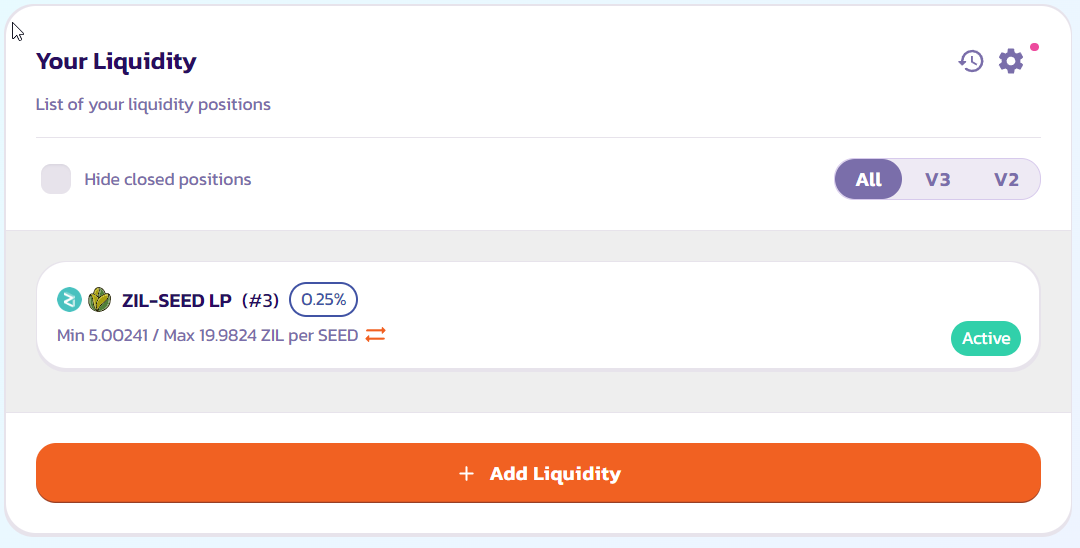 Your Liquidity
List of your liquidity positions
Hide closed positions
All V3 V2
ZIL-SEED LP (#3) 0.25%
Min 5.00241 / Max 19.9824 ZIL per SEED
Active
+ Add Liquidity